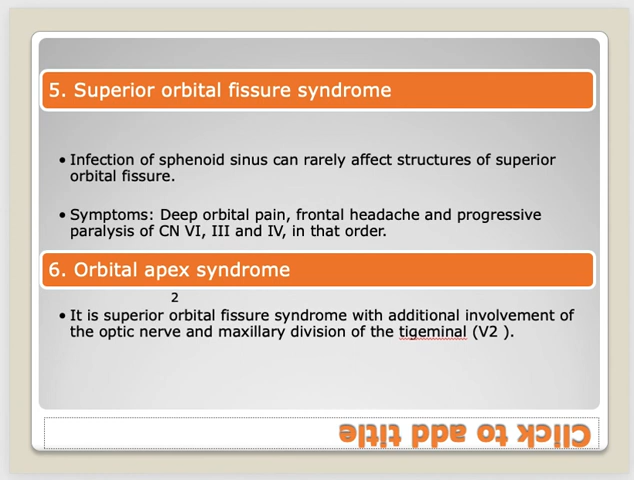 5. Superior orbital fissure syndrome
• Infection of sphenoid sinus can rarely affect structures of superior
orbital fissure.
• Symptoms: Deep orbital pain, frontal headache and progressive
paralysis of CN VI, III and IV, in that order.
6. Orbital apex syndrome
2
• It is superior orbital fissure syndrome with additional involvement of
the optic nerve and maxillary division of the tigeminal (V2 ).
Click to add title